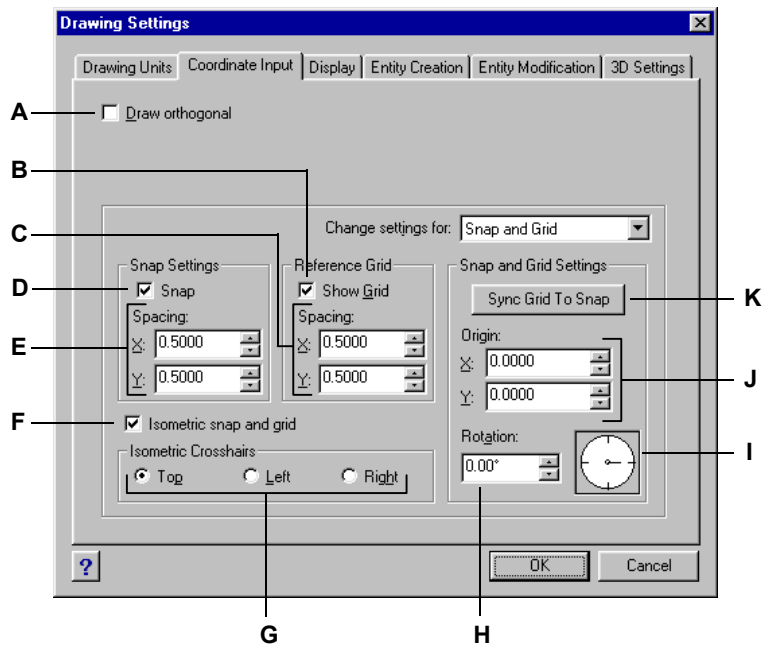 Drawing Settings
Drawing Units Coordinate Input Display Entity Creation Entity Modification 3D Settings
A
Draw orthogonal
B
Change settings for: Snap and Grid
C
Snap Settings Reference Grid Snap and Grid Settings
D
Snap Show Grid Sync Grid To Snap
K
Spacing: Spacing: Origin:
E
X: 0.5000 X: 0.5000 X: 0.0000
Y: 0.5000 Y: 0.5000 Y: 0.0000
J
F
Isometric snap and grid
Rotation:
Isometric Crosshairs
Top Left Right
0.00°
I
? OK Cancel
G H